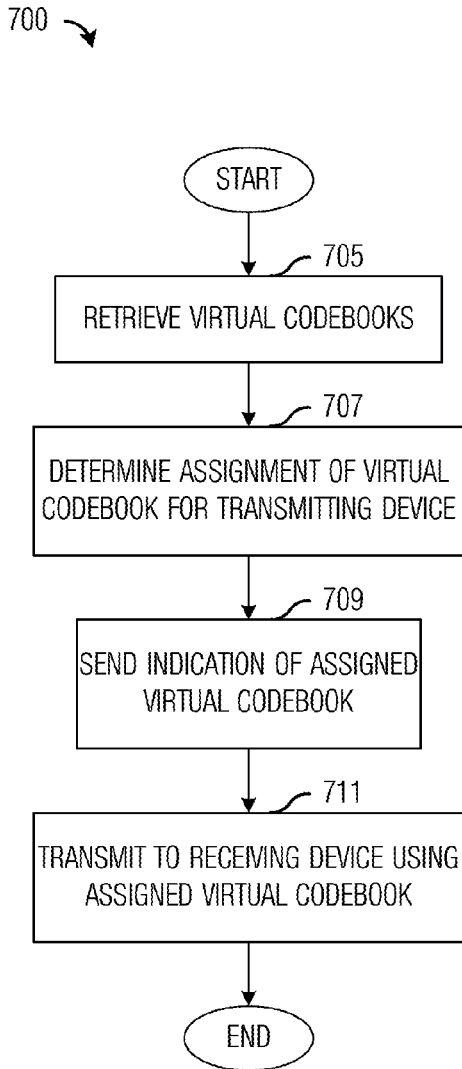 700
START
705
RETRIEVE VIRTUAL CODEBOOKS
707
DETERMINE ASSIGNMENT OF VIRTUAL
CODEBOOK FOR TRANSMITTING DEVICE
709
SEND INDICATION OF ASSIGNED
VIRTUAL CODEBOOK
711
TRANSMIT TO RECEIVING DEVICE USING
ASSIGNED VIRTUAL CODEBOOK
END